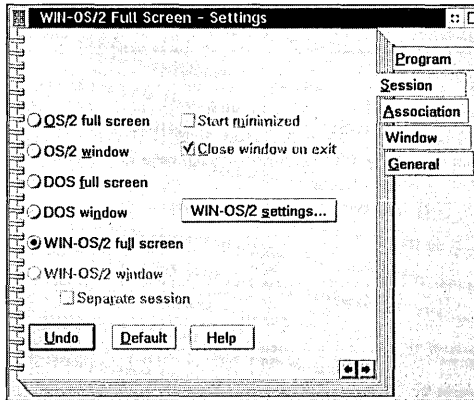 WIN-OS/2 Full Screen - Settings
Program
Session
Association
Window
General
OS/2 full screen
Start minimized
OS/2 window
Close window on exit
DOS full screen
DOS window
WIN-OS/2 settings...
WIN-OS/2 full screen
WIN-OS/2 window
Separate session
Undo
Default
Help